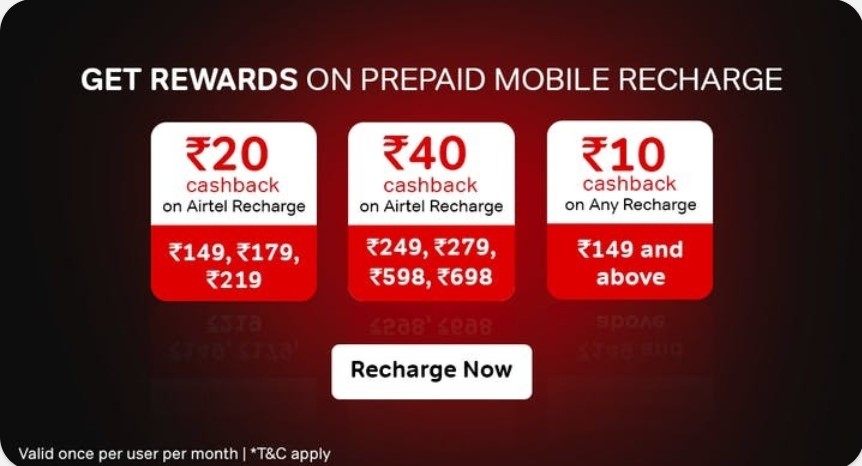 GET REWARDS ON PREPAID MOBILE RECHARGE
₹20
cashback
on Airtel Recharge
₹149, ₹179,
₹219
₹40
cashback
on Airtel Recharge
₹249, ₹279,
₹598, ₹698
₹10
cashback
on Any Recharge
₹149 and
above
Recharge Now
Valid once per user per month | *T&C apply